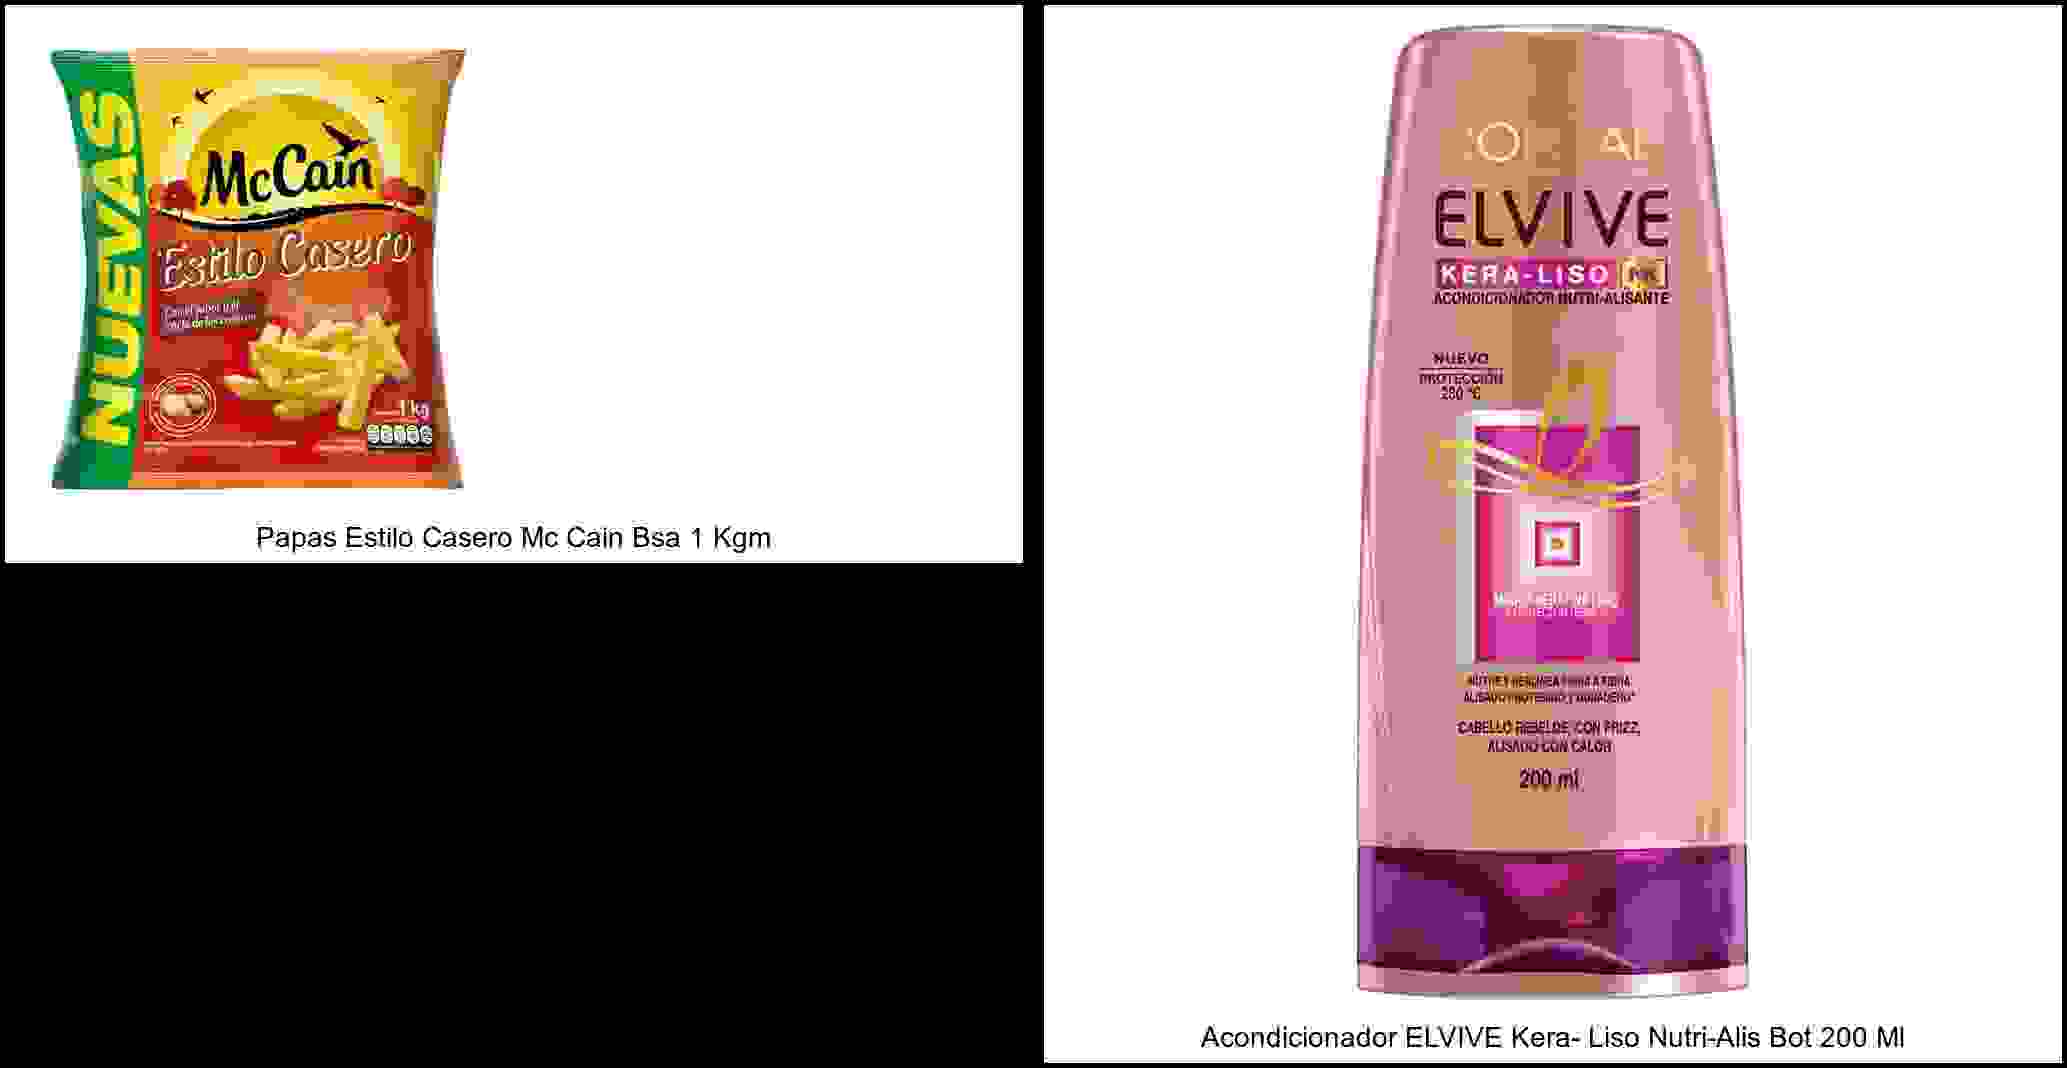 NUEVAS
McCain
Estilo Casero
1 kg
Papas Estilo Casero Mc Cain Bsa 1 Kgm
ELVIVE
KERA-LISO
ACONDICIONADOR NUTRI-ALISANTE
NUEVO
PROTECCIÓN
230 °C
CABELLO REBELDE, CON FRIZZ,
ALISADO CON CALOR
200 ml
Acondicionador ELVIVE Kera- Liso Nutri-Alis Bot 200 Ml